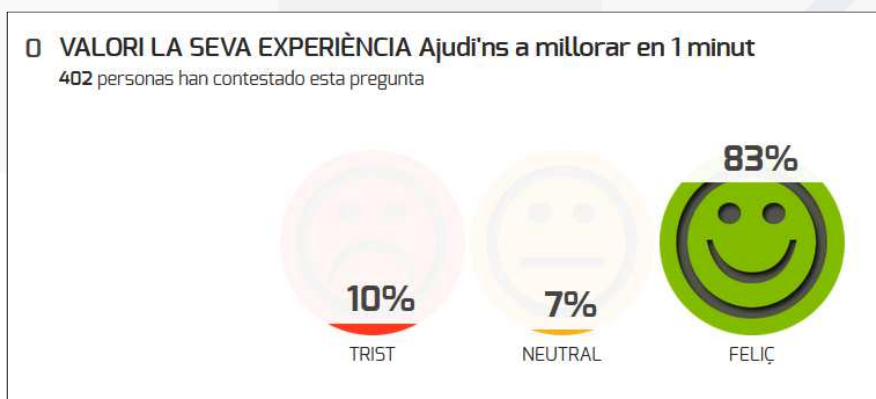 0 VALORI LA SEVA EXPERIÈNCIA Ajudi'ns a millorar en 1 minut
402 personas han contestado esta pregunta
83%
10%
7%
TRIST
NEUTRAL
FELIÇ